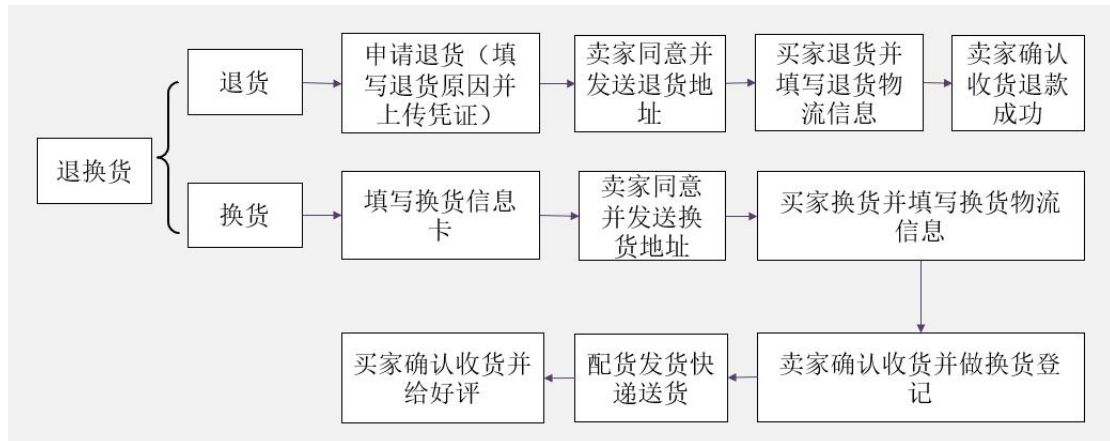 退换货
退货
申请退货（填
写退货原因并
上传凭证）
卖家同意并
发送退货地
址
买家退货并
填写退货物
流信息
卖家确认
收货退款
成功
换货
填写换货信息
卡
卖家同意
并发送换
货地址
买家换货并填写换货物流
信息
卖家确认收货并做换货登
记
配货发货快
递送货
买家确认收货并
给好评